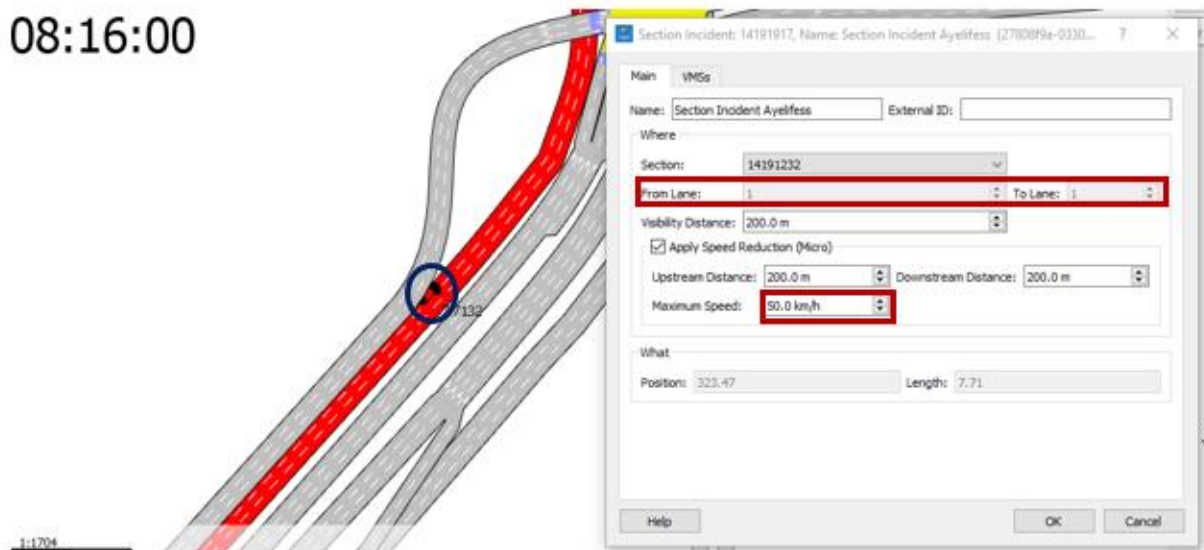 08:16:00
Section Incident: 14191917, Name: Section Incident Ayelifess {27808f9a-0330... ? ×
Main VMSs
Name: Section Incident Ayelifess External ID:
Where
Section: 14191232
From Lane: 1 To Lane: 1
Visibility Distance: 200.0 m
Apply Speed Reduction (Micro)
Upstream Distance: 200.0 m Downstream Distance: 200.0 m
Maximum Speed: 50.0 km/h
What
Position: 323.47 Length: 7.71
7132
Help OK Cancel
1:1704